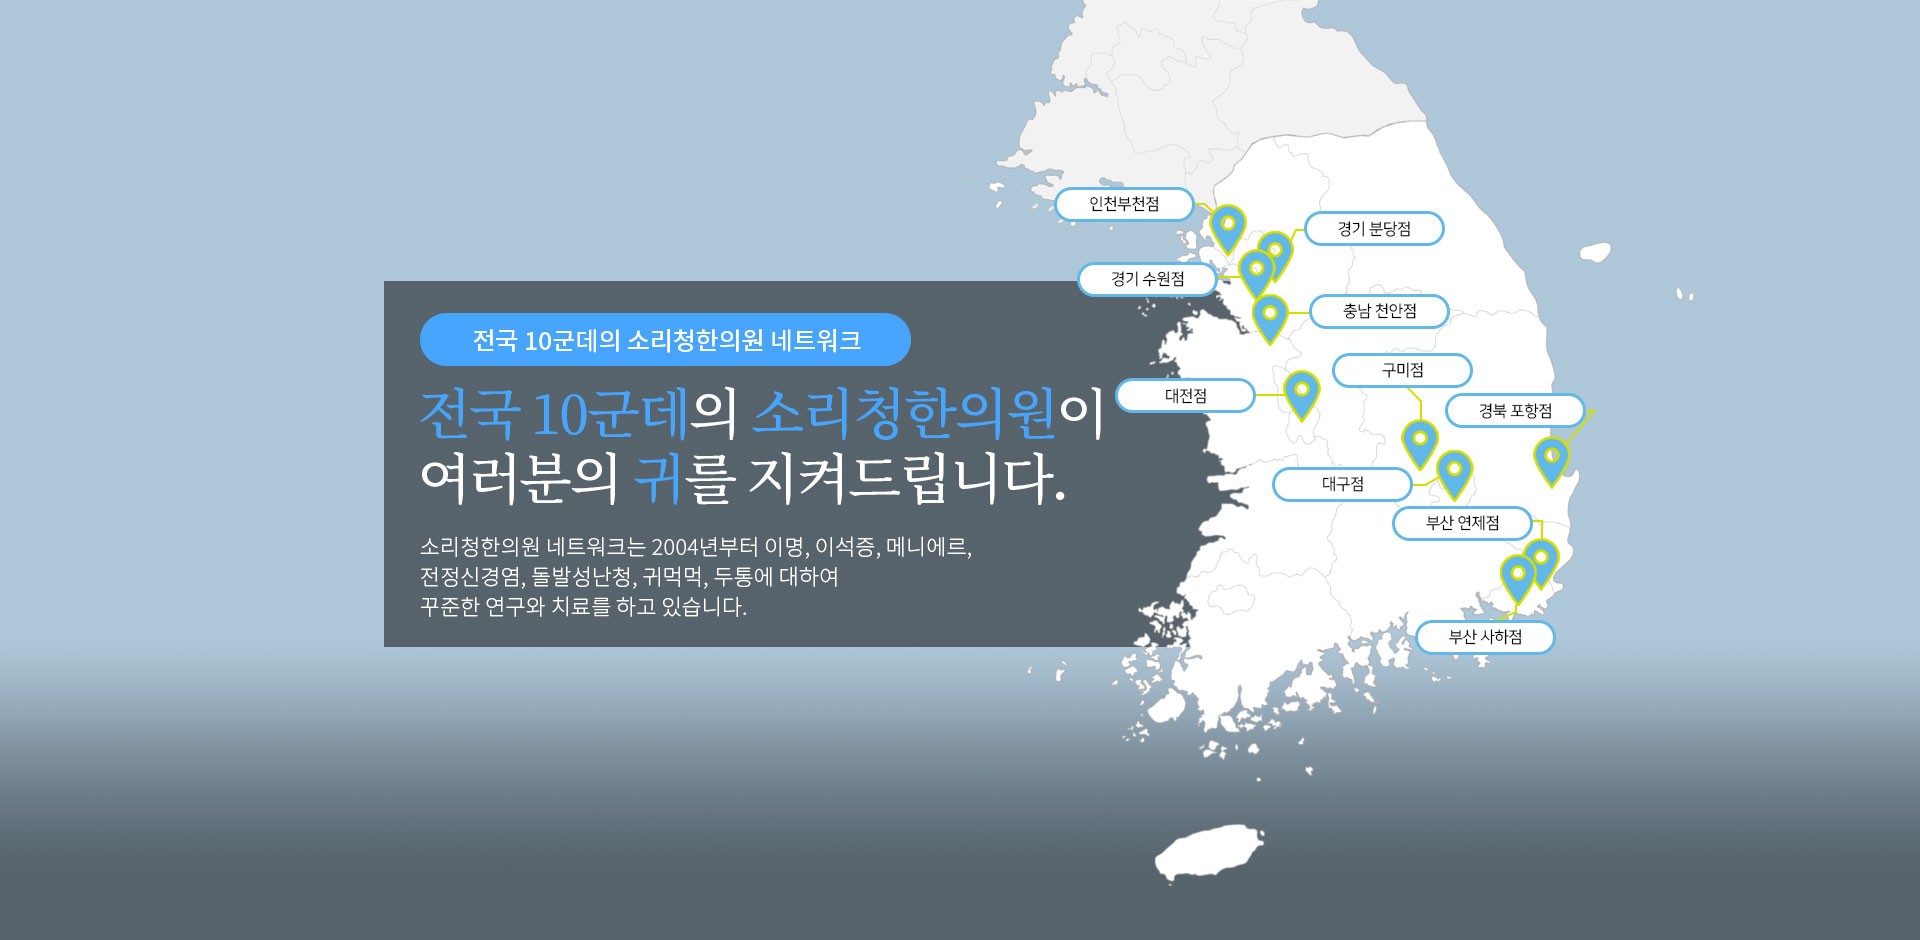 전국 10군데의 소리청한의원 네트워크
전국 10군데의 소리청한의원이
여러분의 귀를 지켜드립니다.
소리청한의원 네트워크는 2004년부터 이명, 이석증, 메니에르,
전정신경염, 돌발성난청, 귀먹먹, 두통에 대하여
꾸준한 연구와 치료를 하고 있습니다.
인천부천점
경기 분당점
경기 수원점
충남 천안점
구미점
대전점
경북 포항점
대구점
부산 연제점
부산 사하점